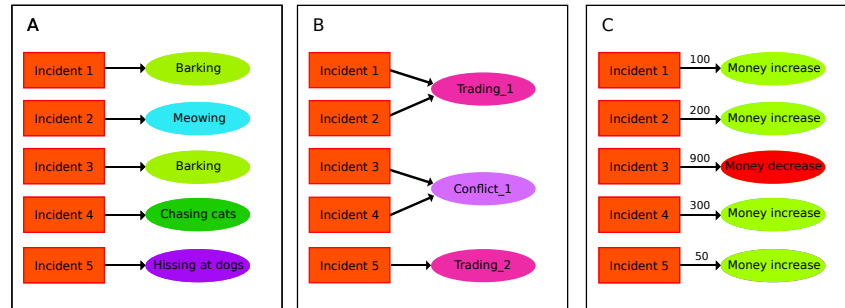 A
Incident 1
Barking
Incident 2
Meowing
Incident 3
Barking
Incident 4
Chasing cats
Incident 5
Hissing at dogs
B
Incident 1
Trading_1
Incident 2
Incident 3
Conflict_1
Incident 4
Incident 5
Trading_2
C
Incident 1
100
Money increase
Incident 2
200
Money increase
Incident 3
900
Money decrease
Incident 4
300
Money increase
Incident 5
50
Money increase